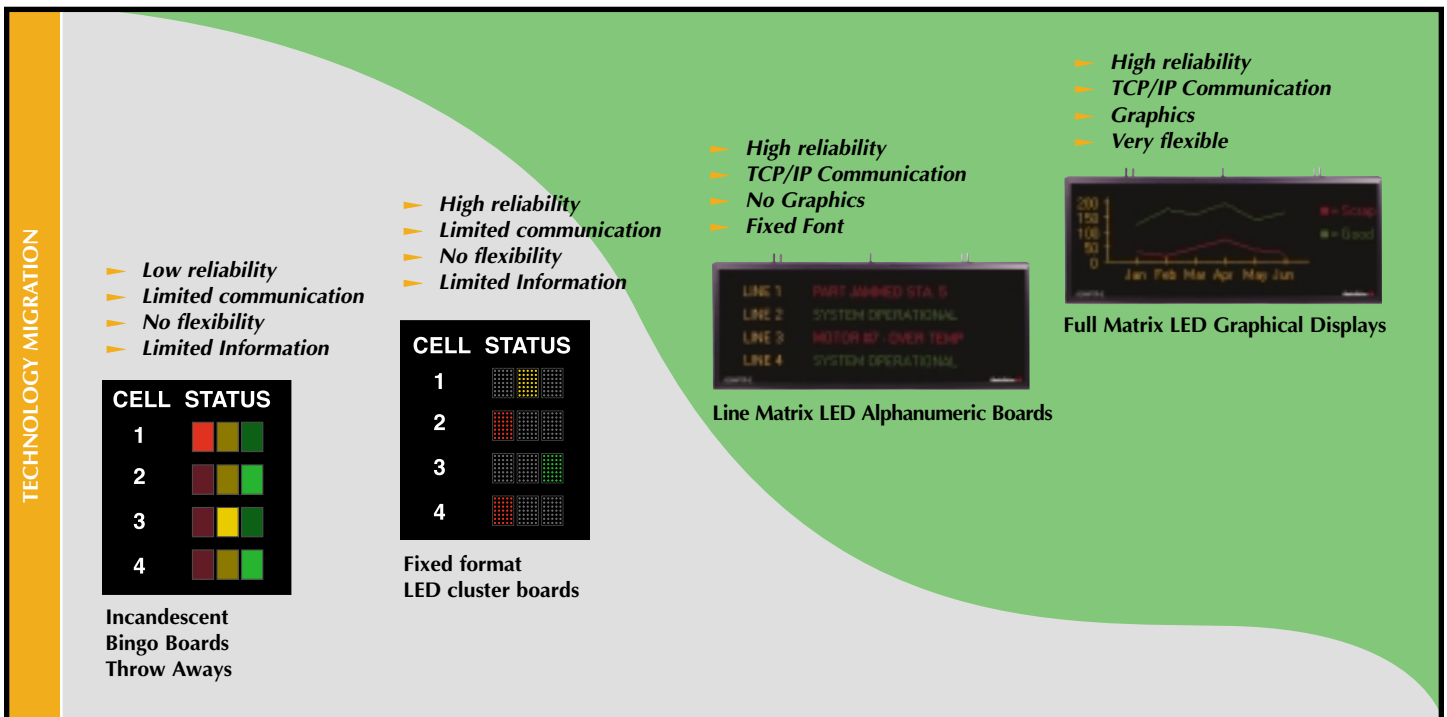 TECHNOLOGY MIGRATION
Low reliability
Limited communication
No flexibility
Limited Information
CELL STATUS
1
2
3
4
Incandescent
Bingo Boards
Throw Aways
High reliability
Limited communication
No flexibility
Limited Information
CELL STATUS
1
2
3
4
Fixed format
LED cluster boards
High reliability
TCP/IP Communication
No Graphics
Fixed Font
LINE 1 PART JAMMED STA. 5
LINE 2 SYSTEM OPERATIONAL
LINE 3 MOTOR #7 - OVER TEMP
LINE 4 SYSTEM OPERATIONAL
Line Matrix LED Alphanumeric Boards
High reliability
TCP/IP Communication
Graphics
Very flexible
200
150
100
50
0
Jan Feb Mar Apr May Jun
= Scrap
= Good
Full Matrix LED Graphical Displays